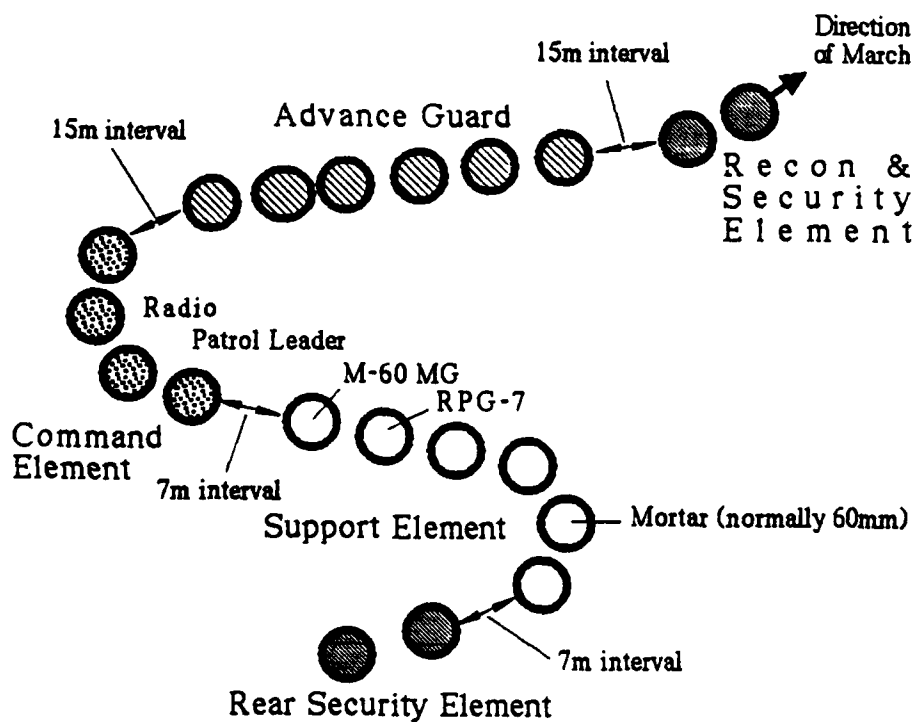 Direction
of March
15m interval
Advance Guard
15m interval
Recon &
Security
Element
Radio
Patrol Leader
M-60 MG
RPG-7
Command
Element
7m interval
Support Element
Mortar (normally 60mm)
7m interval
Rear Security Element